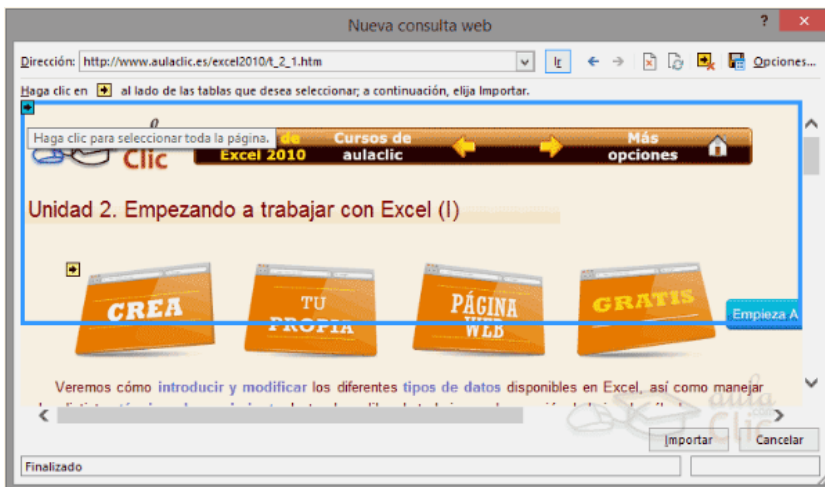 Nueva consulta web
Dirección: http://www.aulaclic.es/excel2010/t_2_1.htm Ir Opciones...
Haga clic en al lado de las tablas que desea seleccionar; a continuación, elija Importar.
Haga clic para seleccionar toda la página.
Clic de Excel 2010 Cursos de aulaclic Más opciones
Unidad 2. Empezando a trabajar con Excel (I)
CREA TU PROPIA PÁGINA WEB GRATIS
Empieza A
Veremos cómo introducir y modificar los diferentes tipos de datos disponibles en Excel, así como manejar
aula Clic
Importar Cancelar
Finalizado